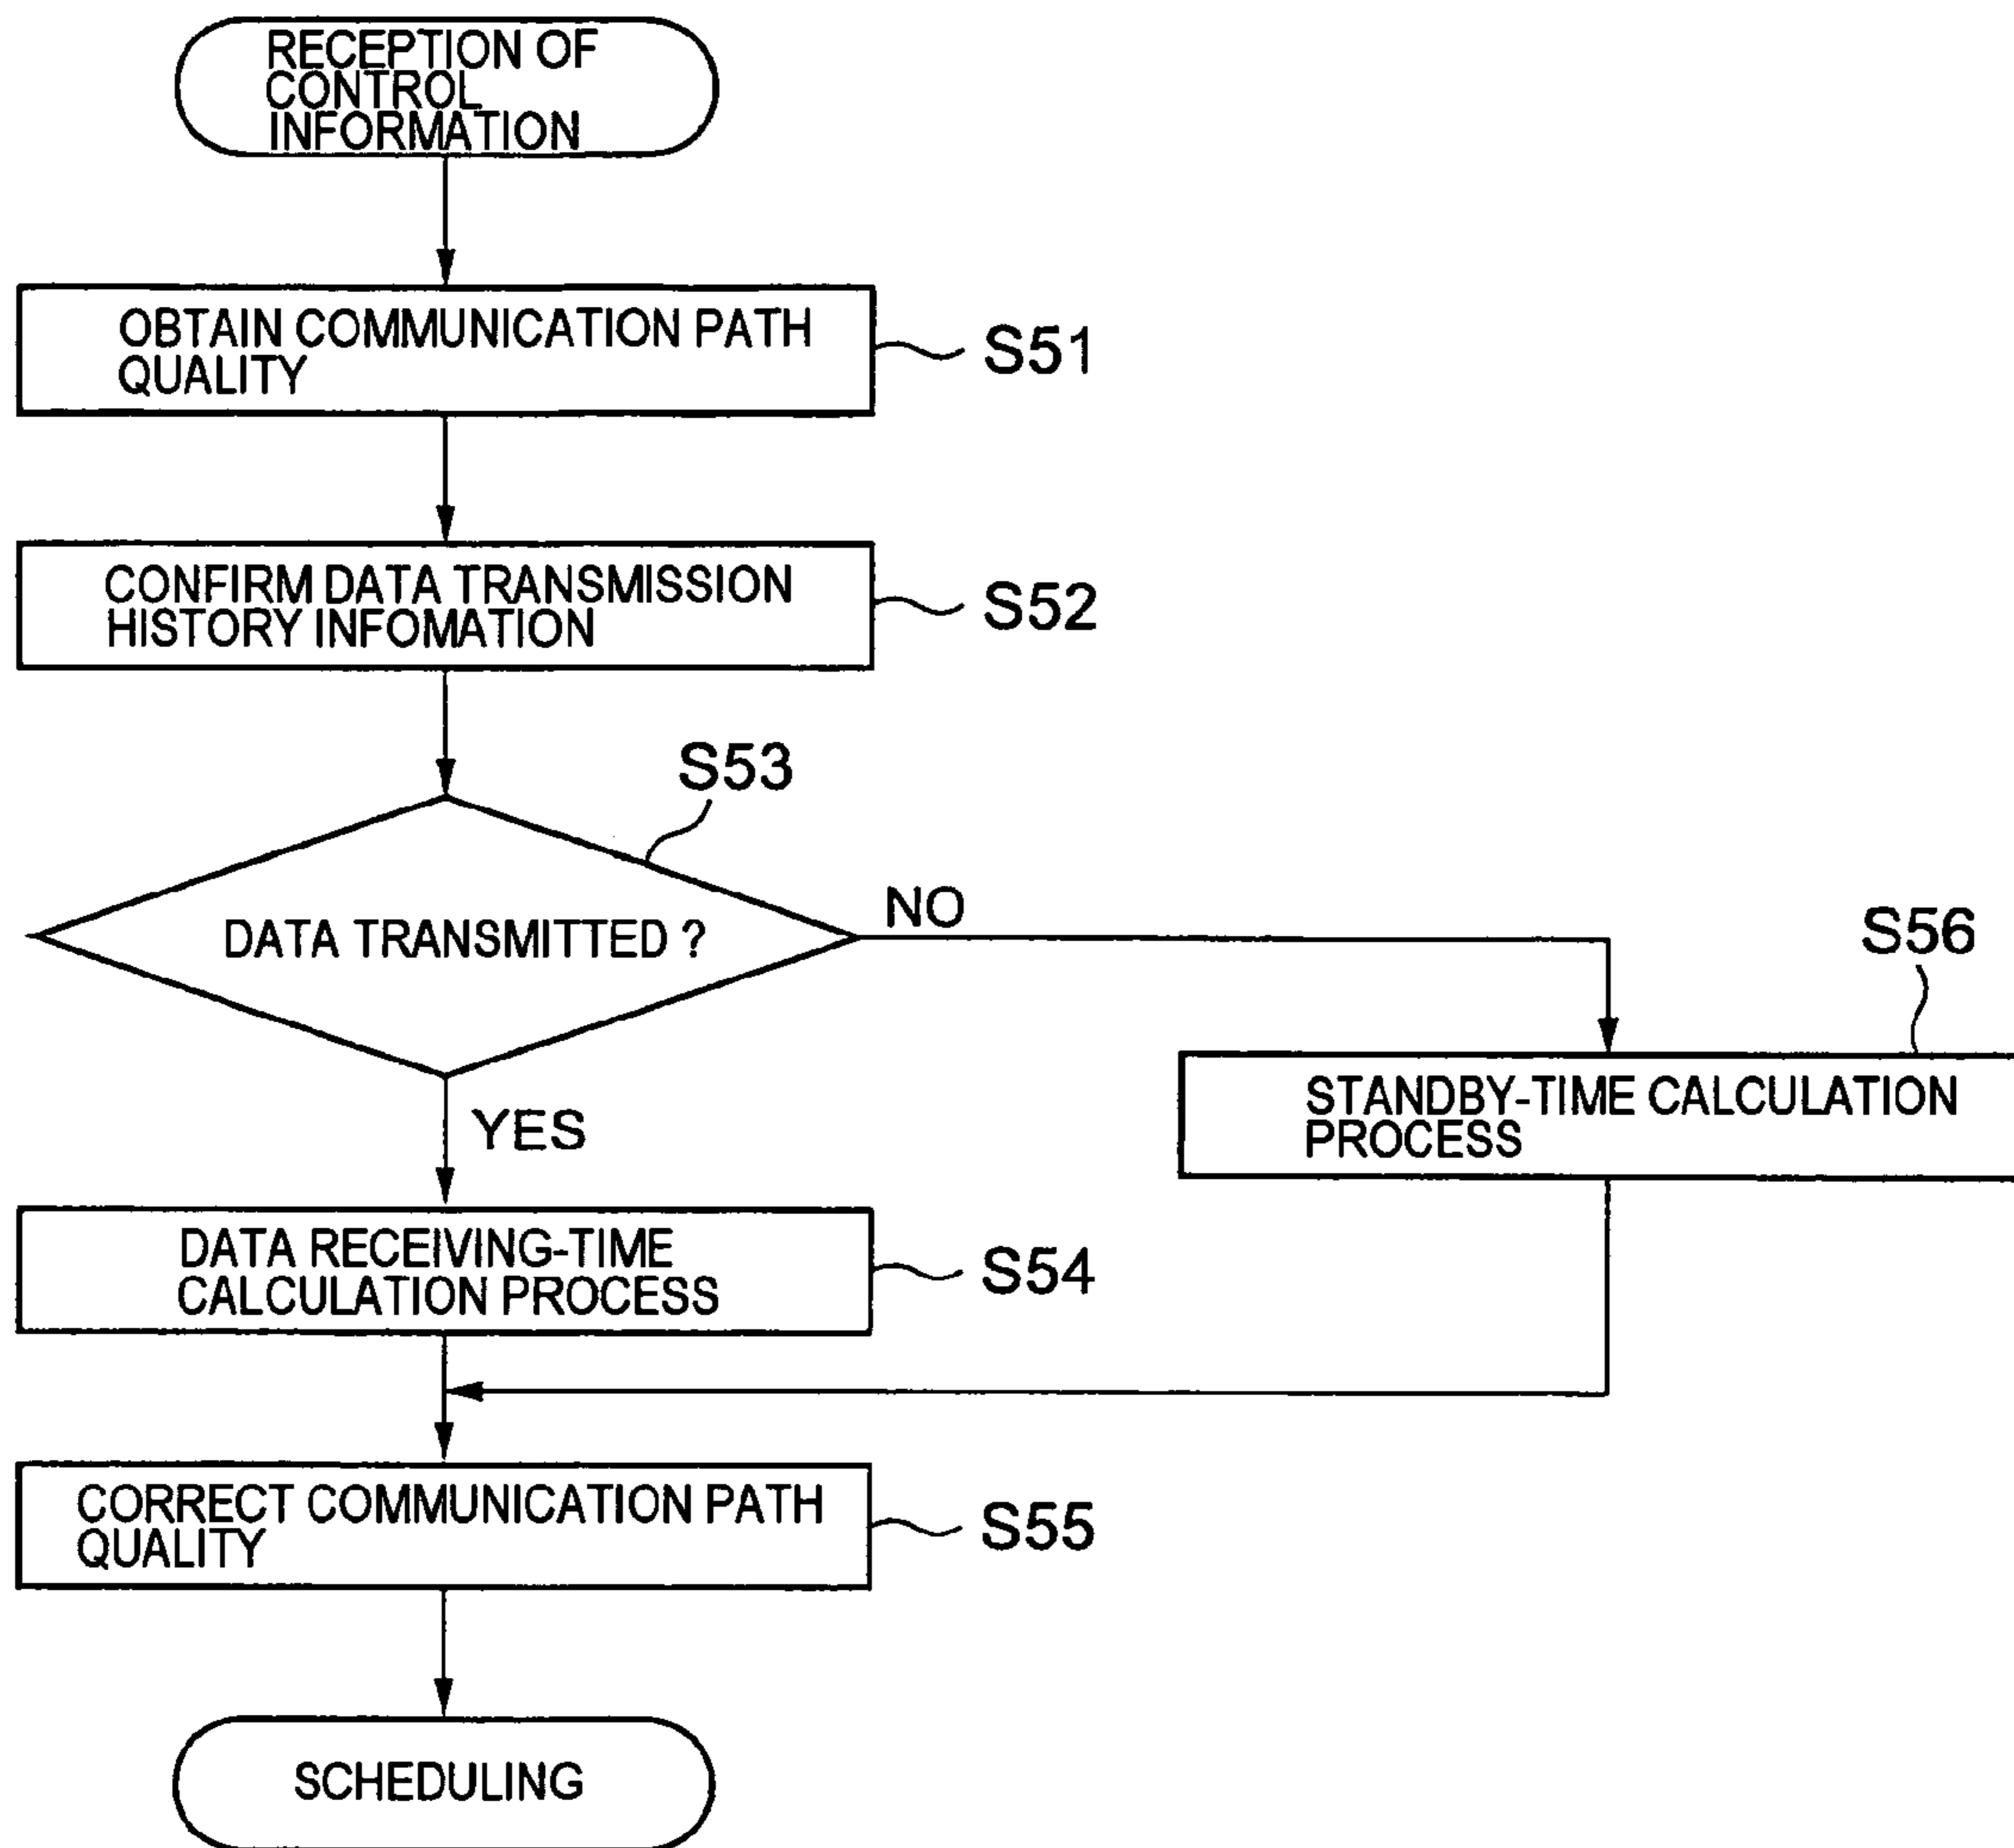 RECEPTION OF
CONTROL
INFORMATION
OBTAIN COMMUNICATION PATH
QUALITY
S51
CONFIRM DATA TRANSMISSION
HISTORY INFOMATION
S52
S53
DATA TRANSMITTED ?
NO
YES
S56
STANDBY-TIME CALCULATION
PROCESS
DATA RECEIVING-TIME
CALCULATION PROCESS
S54
CORRECT COMMUNICATION PATH
QUALITY
S55
SCHEDULING